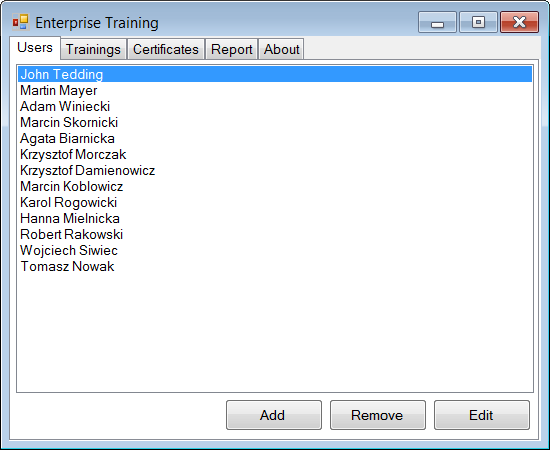 Enterprise Training
Users Trainings Certificates Report About
John Tedding
Martin Mayer
Adam Winiecki
Marcin Skornicki
Agata Biarnicka
Krzysztof Morczak
Krzysztof Damienowicz
Marcin Koblowicz
Karol Rogowicki
Hanna Mielnicka
Robert Rakowski
Wojciech Siwiec
Tomasz Nowak
Add Remove Edit